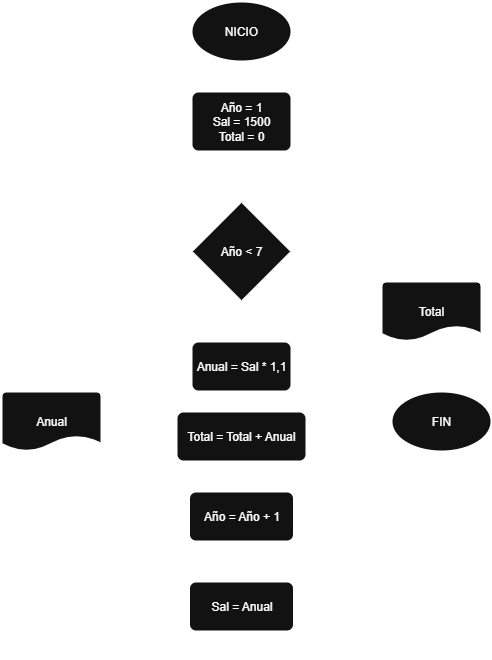 NICIO
Año = 1
Sal = 1500
Total = 0
Año < 7
Total
Anual = Sal * 1,1
Anual
FIN
Total = Total + Anual
Año = Año + 1
Sal = Anual